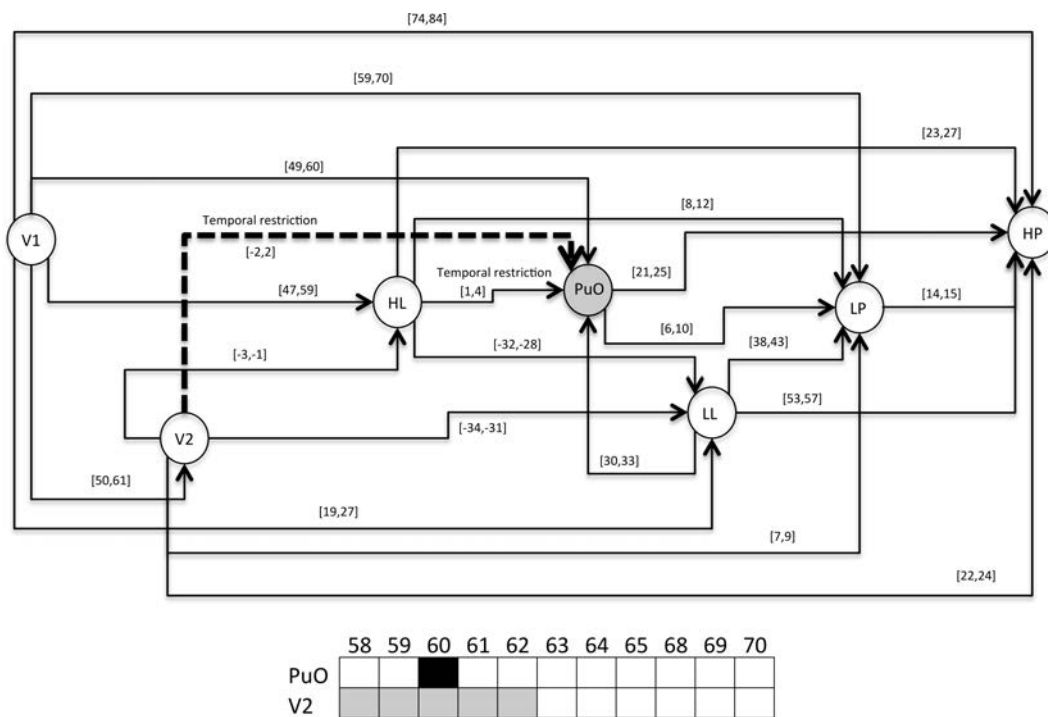 [74,84]
[59,70]
[23,27]
[49,60]
[8,12]
Temporal restriction
V1
HP
[-2,2]
Temporal restriction
[21,25]
[47,59]
HL
[1,4]
PuO
LP
[14,15]
[6,10]
[-32,-28]
[38,43]
[-3,-1]
[53,57]
LL
V2
[-34,-31]
[30,33]
[50,61]
[19,27]
[7,9]
[22,24]
58 59 60 61 62 63 64 65 68 69 70
PuO
V2